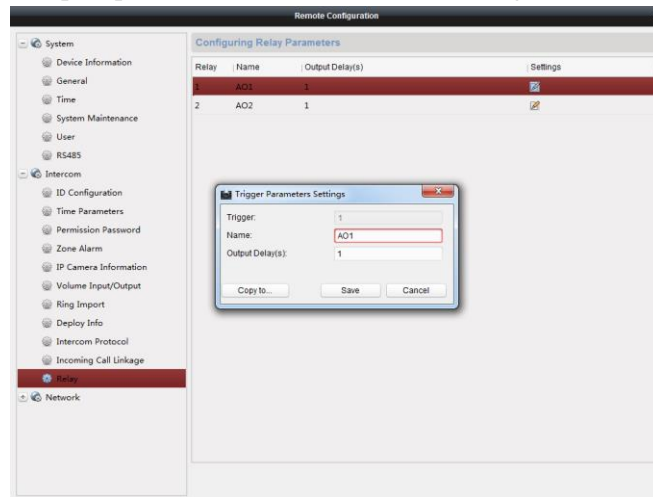 Remote Configuration
System
Device Information
General
Time
System Maintenance
User
RS485
Intercom
ID Configuration
Time Parameters
Permission Password
Zone Alarm
IP Camera Information
Volume Input/Output
Ring Import
Deploy Info
Intercom Protocol
Incoming Call Linkage
Relay
Network
Configuring Relay Parameters
Relay Name Output Delay(s) Settings
1 AO1 1
2 AO2 1
Trigger Parameters Settings
Trigger: 1
Name: AO1
Output Delay(s): 1
Copy to... Save Cancel